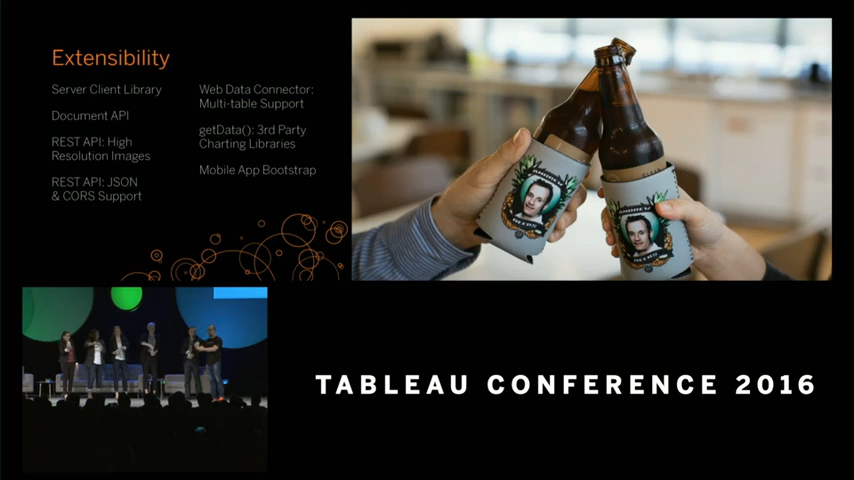 Extensibility
Server Client Library
Document API
REST API: High
Resolution Images
REST API: JSON
& CORS Support
Web Data Connector:
Multi-table Support
getData(): 3rd Party
Charting Libraries
Mobile App Bootstrap
ANDREW
TABLEAU CONFERENCE 2016